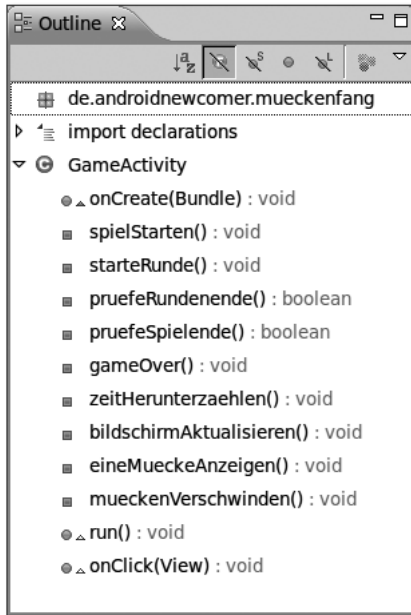 Outline
de.androidnewcomer.mueckenfang
import declarations
GameActivity
onCreate(Bundle) : void
spielStarten() : void
starteRunde() : void
pruefeRundenende() : boolean
pruefeSpielende() : boolean
gameOver() : void
zeitHerunterzaehlen() : void
bildschirmAktualisieren() : void
eineMueckeAnzeigen() : void
mueckenVerschwinden() : void
run() : void
onClick(View) : void